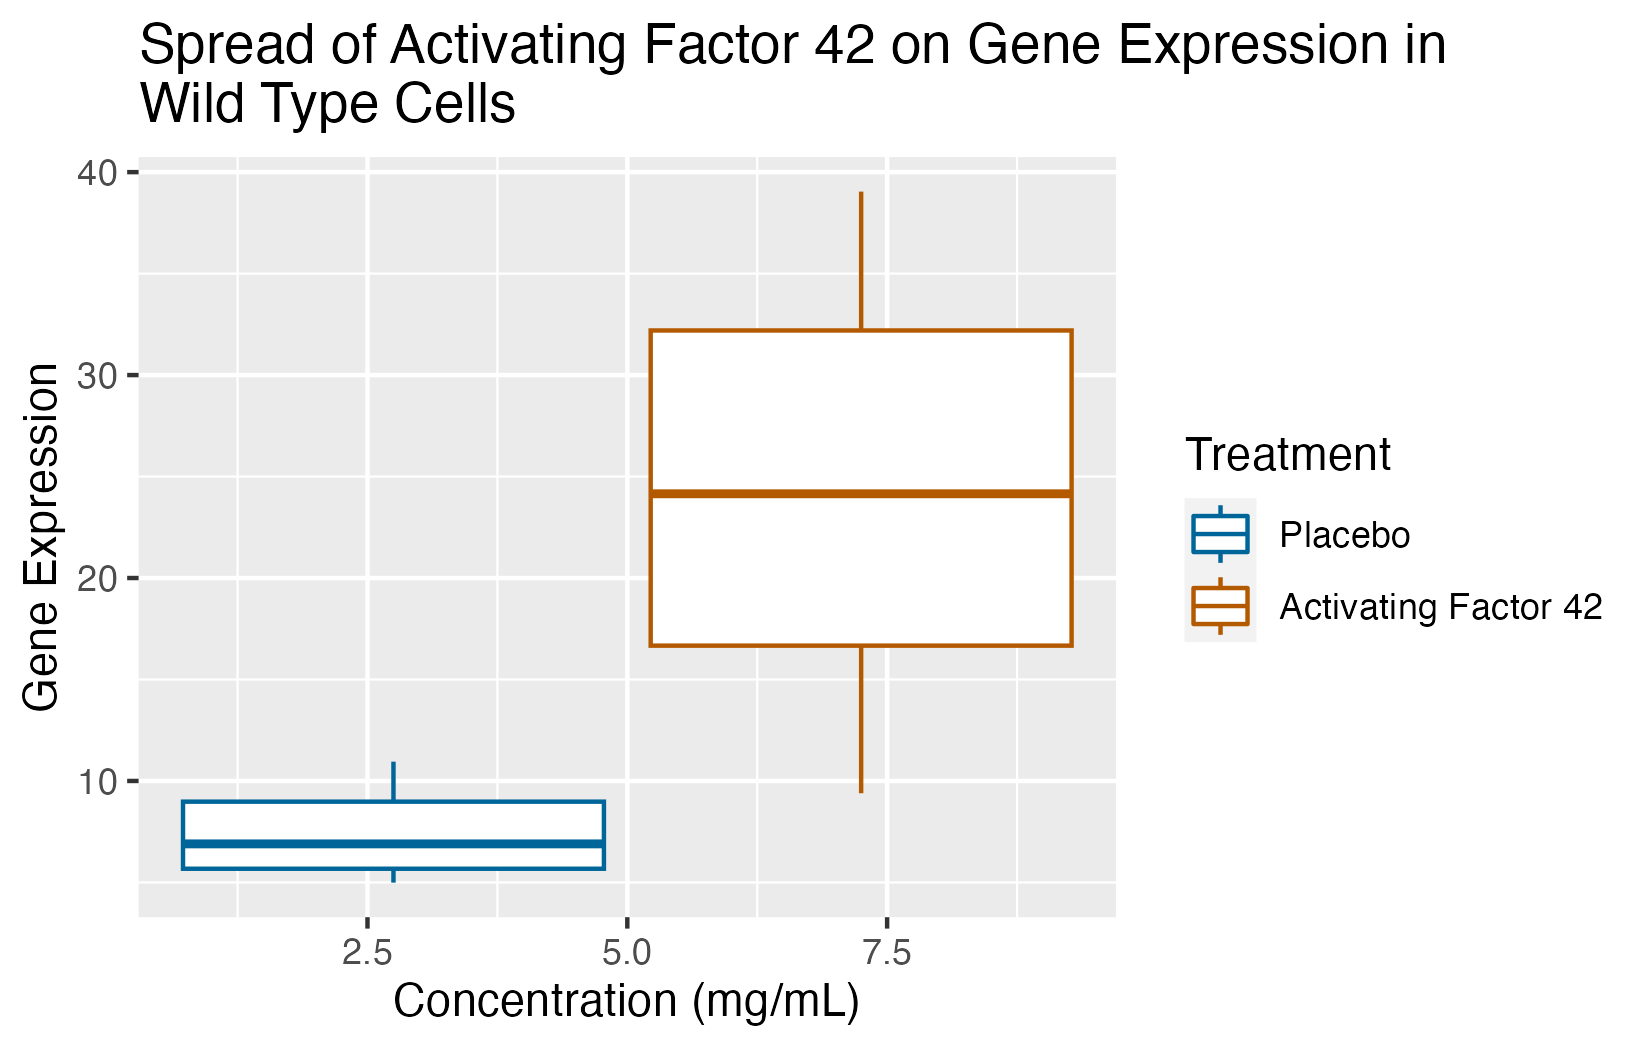 Spread of Activating Factor 42 on Gene Expression in
Wild Type Cells
40
30
20
10
Gene Expression
2.5 5.0 7.5
Concentration (mg/mL)
Treatment
Placebo
Activating Factor 42